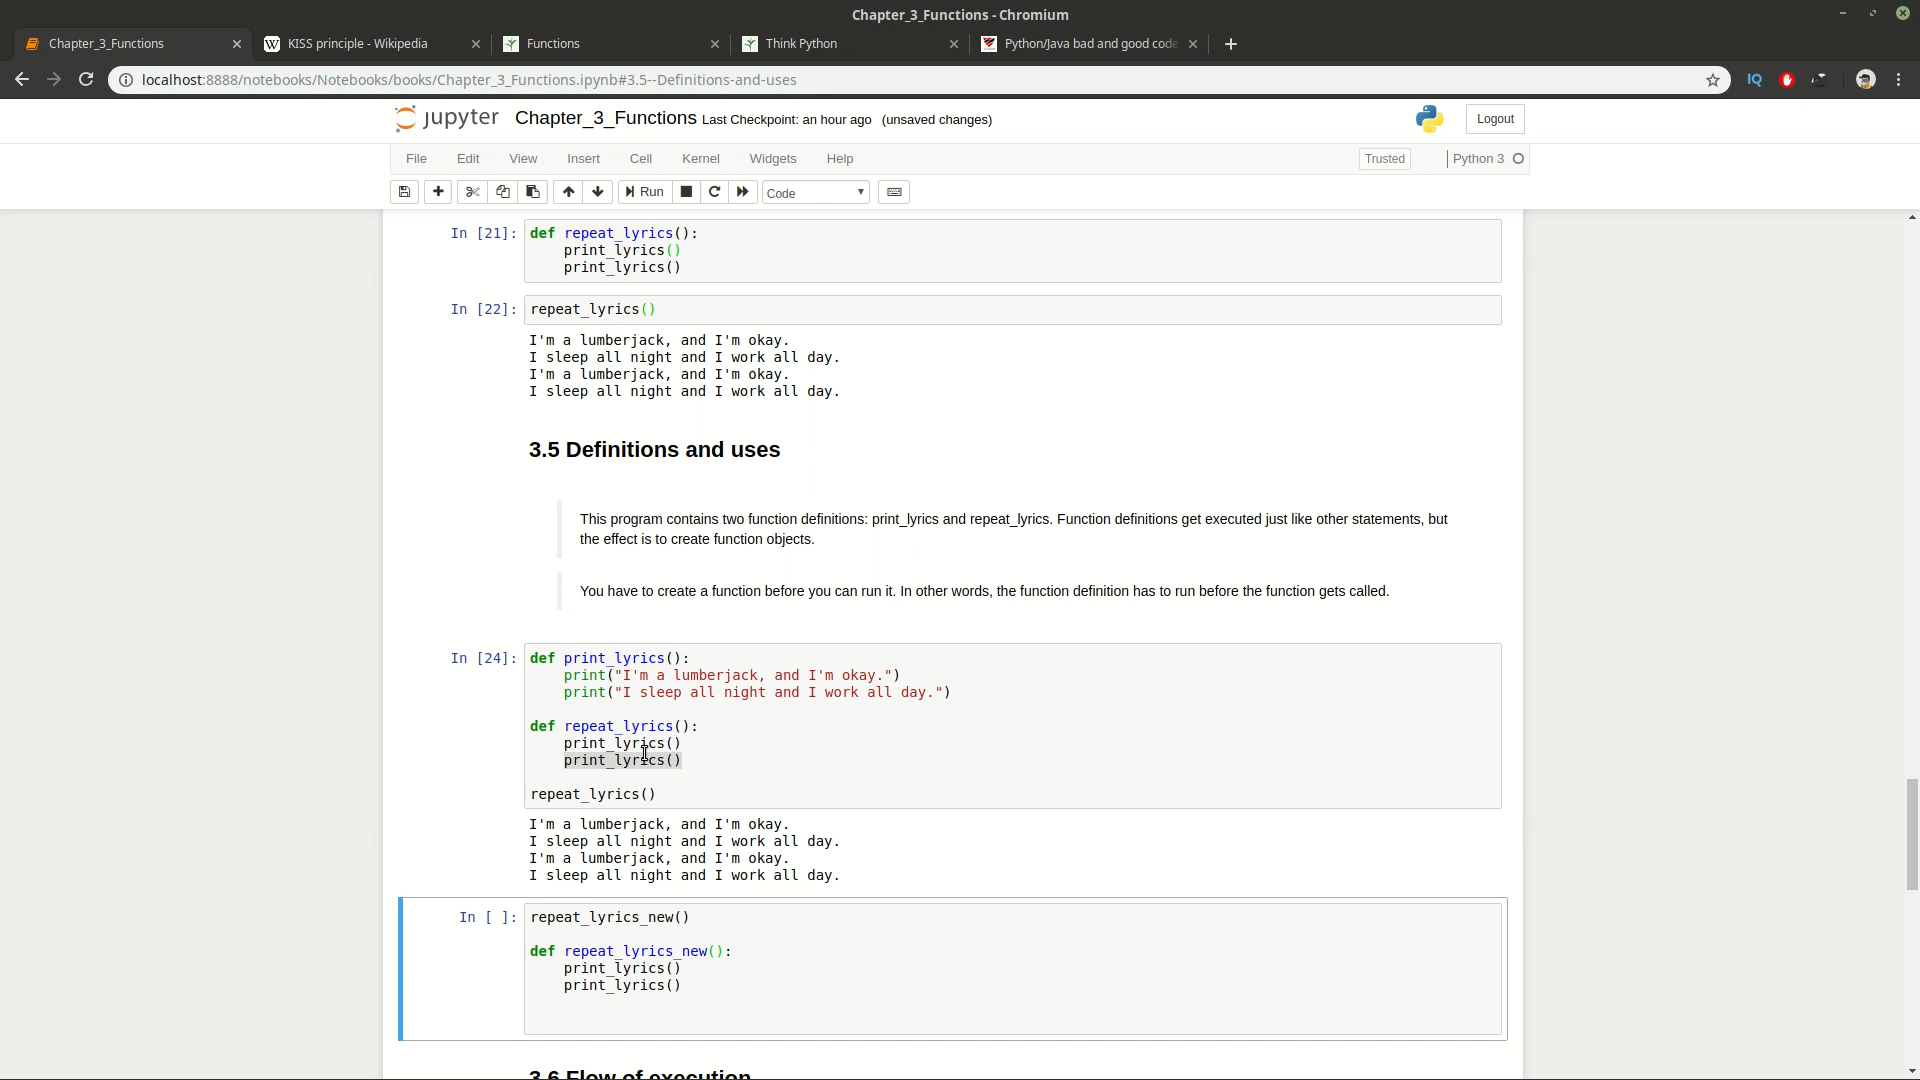 Chapter_3_Functions - Chromium
Chapter_3_Functions
KISS principle - Wikipedia
Functions
Think Python
Python/Java bad and good code
localhost:8888/notebooks/Notebooks/books/Chapter_3_Functions.ipynb#3.5--Definitions-and-uses
IQ
jupyter Chapter_3_Functions Last Checkpoint: an hour ago (unsaved changes)
Logout
File Edit View Insert Cell Kernel Widgets Help
Trusted
Python 3
Run
Code
In [21]: def repeat_lyrics():
print_lyrics()
print_lyrics()
In [22]: repeat_lyrics()
I'm a lumberjack, and I'm okay.
I sleep all night and I work all day.
I'm a lumberjack, and I'm okay.
I sleep all night and I work all day.
3.5 Definitions and uses
This program contains two function definitions: print_lyrics and repeat_lyrics. Function definitions get executed just like other statements, but
the effect is to create function objects.
You have to create a function before you can run it. In other words, the function definition has to run before the function gets called.
In [24]: def print_lyrics():
print("I'm a lumberjack, and I'm okay.")
print("I sleep all night and I work all day.")
def repeat_lyrics():
print_lyrics()
print_lyrics()
repeat_lyrics()
I'm a lumberjack, and I'm okay.
I sleep all night and I work all day.
I'm a lumberjack, and I'm okay.
I sleep all night and I work all day.
In [ ]: repeat_lyrics_new()
def repeat_lyrics_new():
print_lyrics()
print_lyrics()
3.6 Flow of execution